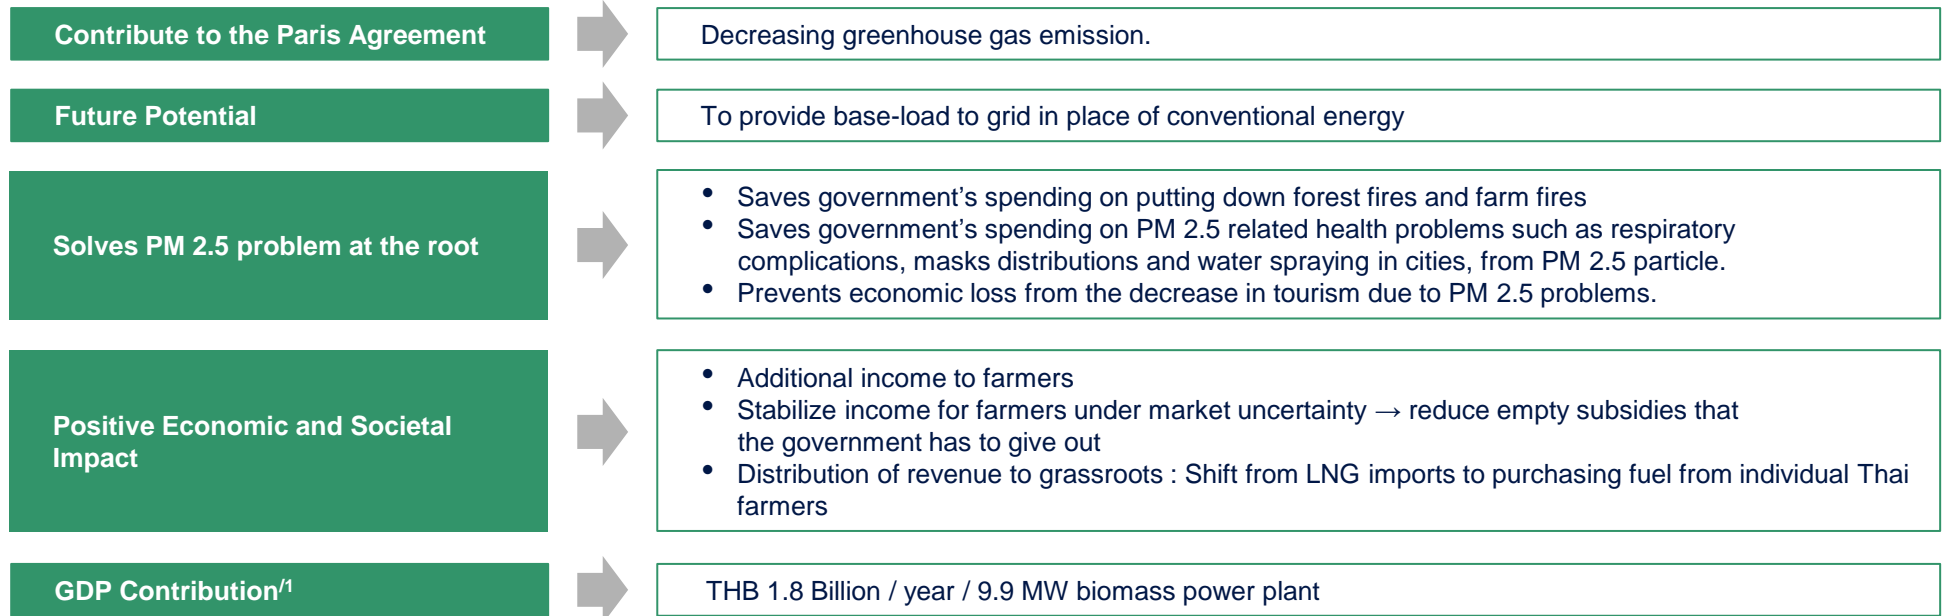 Contribute to the Paris Agreement
Decreasing greenhouse gas emission.
Future Potential
To provide base-load to grid in place of conventional energy
Solves PM 2.5 problem at the root
• Saves government’s spending on putting down forest fires and farm fires
• Saves government’s spending on PM 2.5 related health problems such as respiratory
complications, masks distributions and water spraying in cities, from PM 2.5 particle.
• Prevents economic loss from the decrease in tourism due to PM 2.5 problems.
Positive Economic and Societal
Impact
• Additional income to farmers
• Stabilize income for farmers under market uncertainty → reduce empty subsidies that
the government has to give out
• Distribution of revenue to grassroots : Shift from LNG imports to purchasing fuel from individual Thai
farmers
GDP Contribution/1
THB 1.8 Billion / year / 9.9 MW biomass power plant